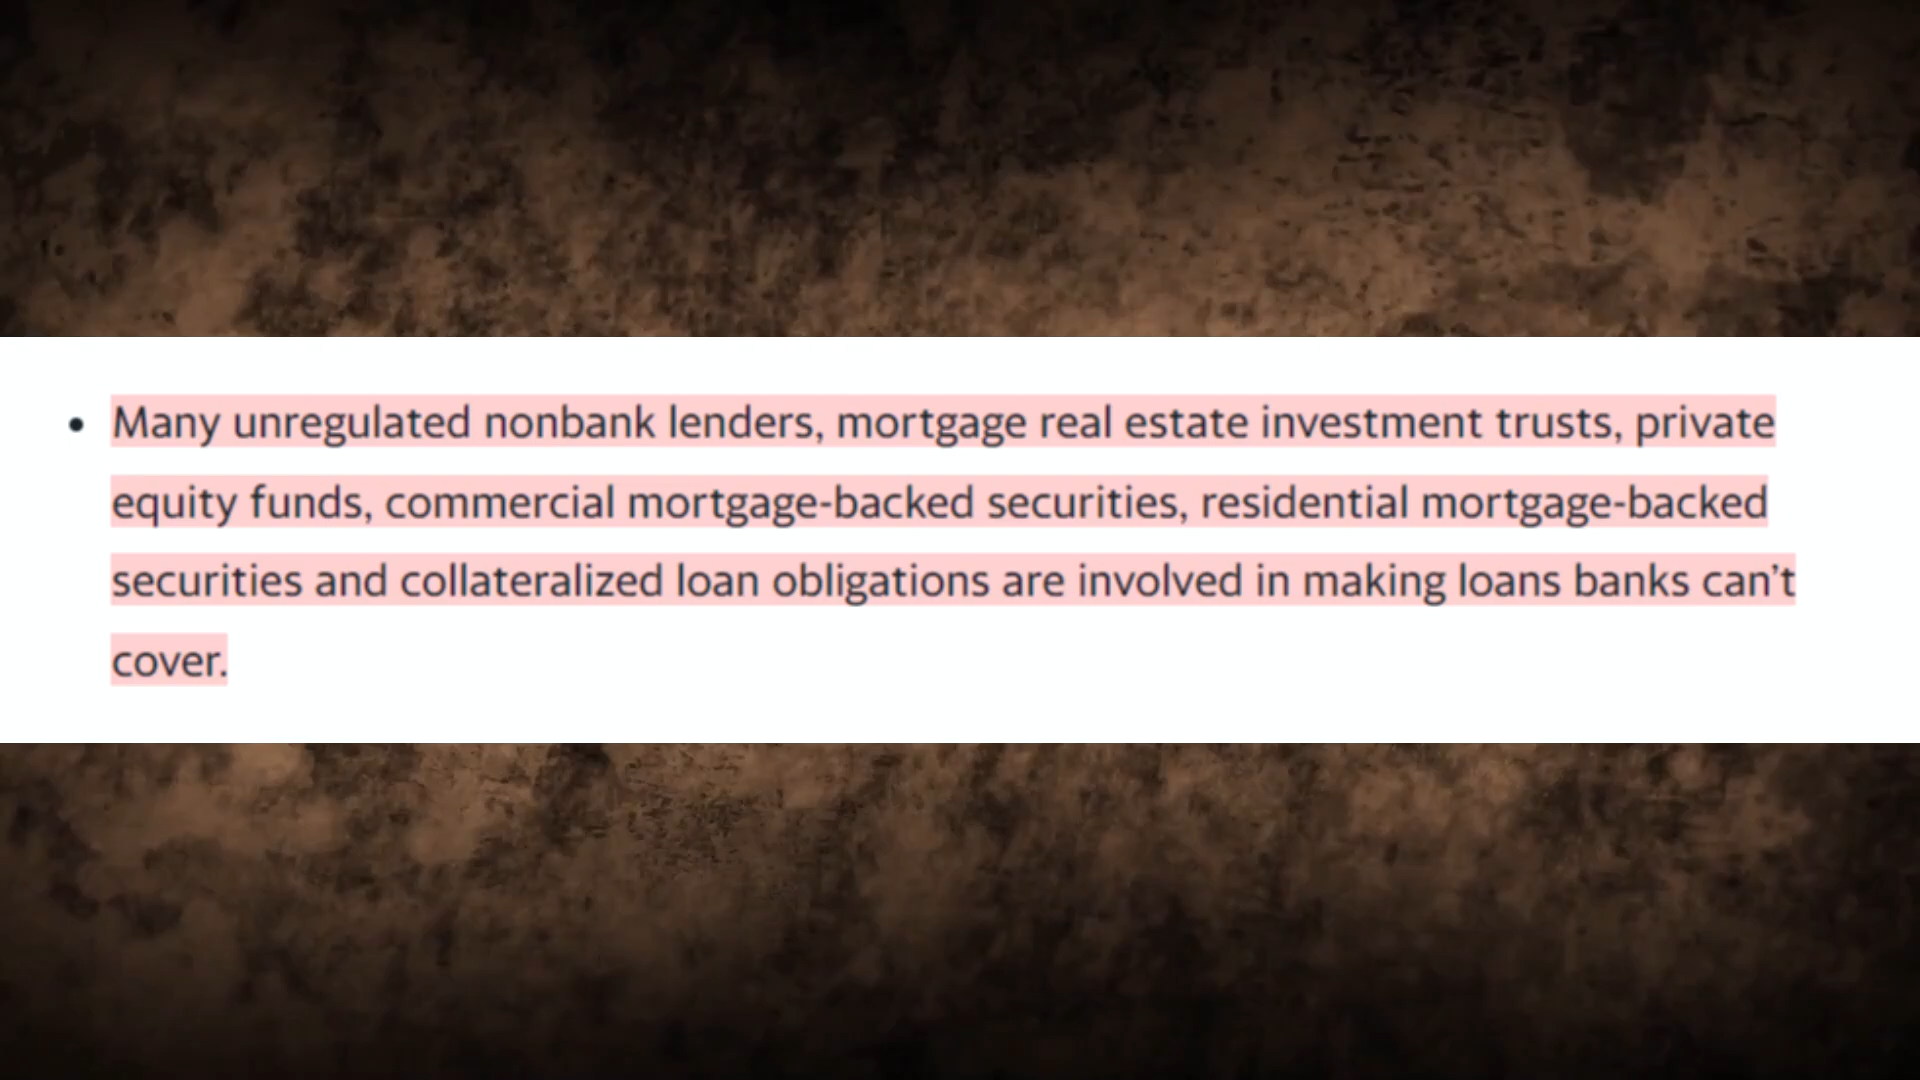 • Many unregulated nonbank lenders, mortgage real estate investment trusts, private
equity funds, commercial mortgage-backed securities, residential mortgage-backed
securities and collateralized loan obligations are involved in making loans banks can’t
cover.